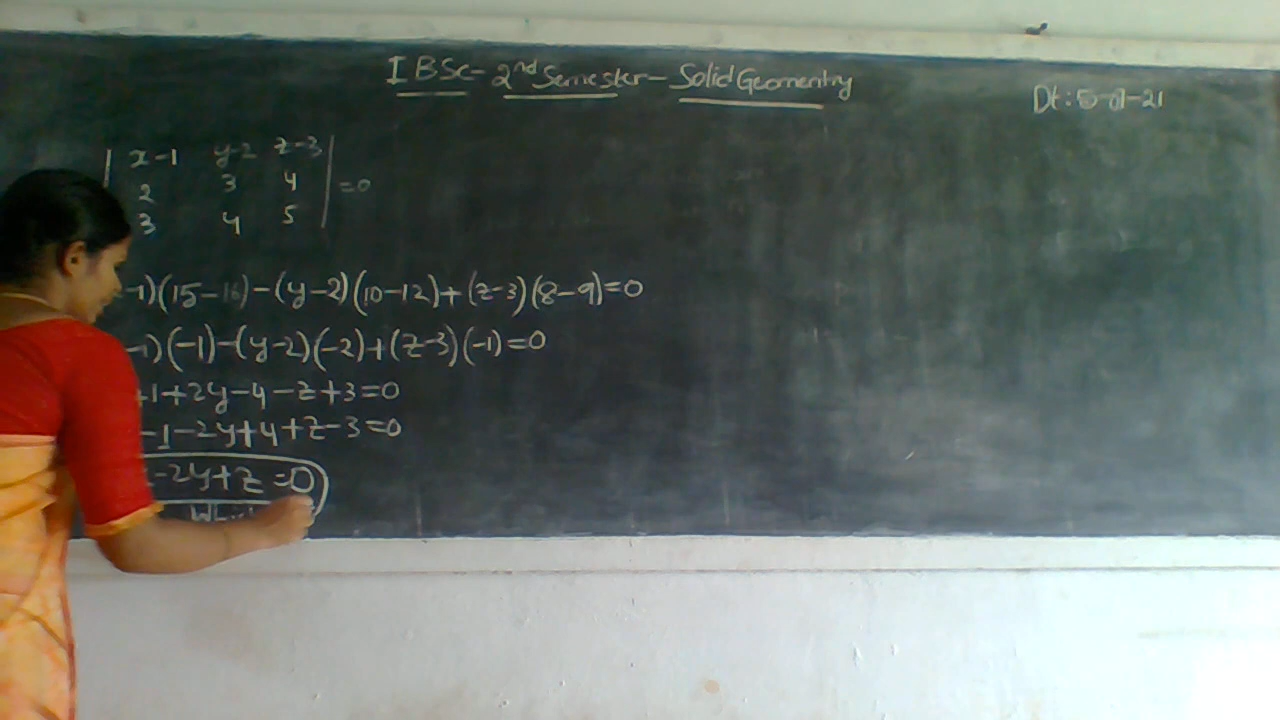 I BSc - 2nd Semester - Solid Geomentry
Dt: 5-07-21
| x-1 y-2 z-3 |
| 2 3 4 | =0
| 3 4 5 |
-1)(15-16)-(y-2)(10-12)+(z-3)(8-9)=0
-1)(-1)-(y-2)(-2)+(z-3)(-1)=0
+1+2y-4-z+3=0
-1-2y+4+z-3=0
-2y+z=0